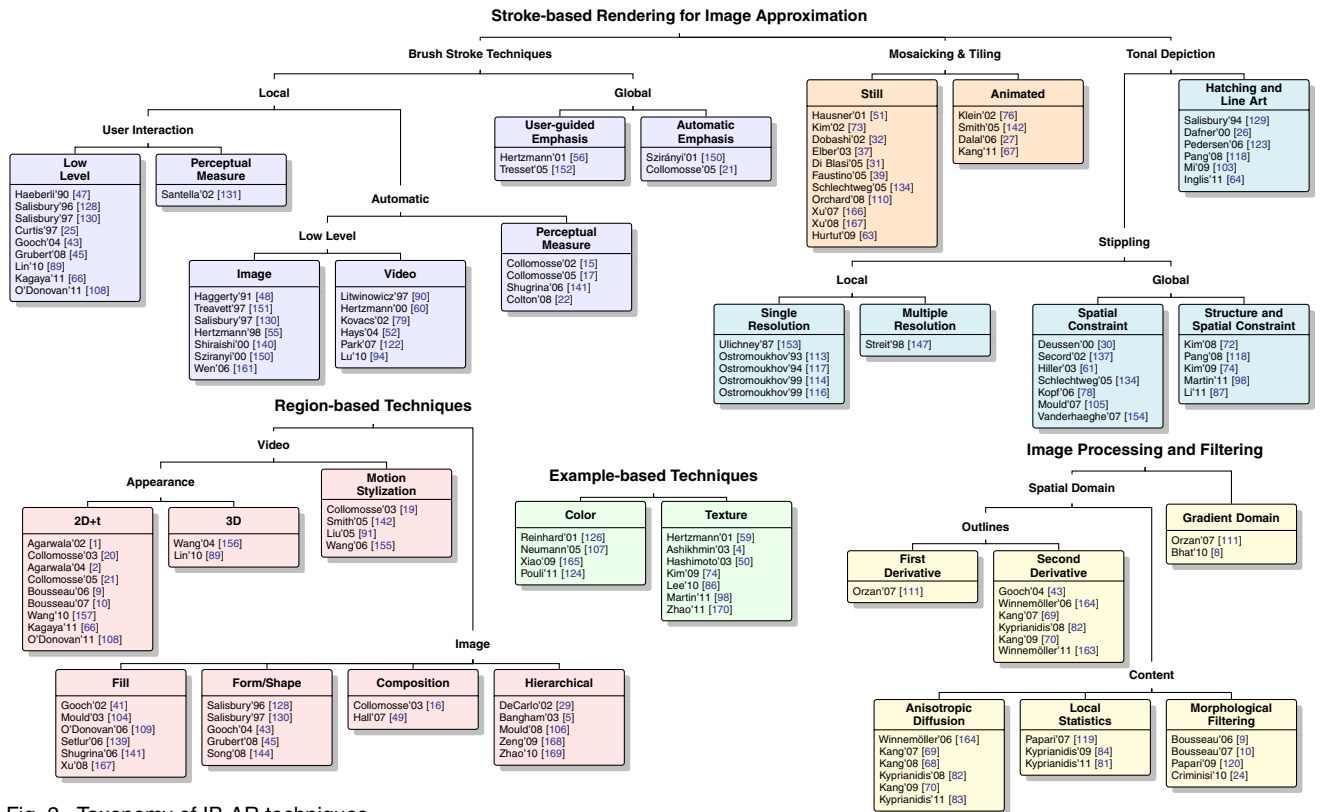 Stroke-based Rendering for Image Approximation
Brush Stroke Techniques
Mosaicking & Tiling
Tonal Depiction
Local
Global
User Interaction
Low
Level
Haeberli'90 [47]
Salisbury'96 [128]
Salisbury'97 [130]
Curtis'97 [25]
Gooch'04 [43]
Grubert'08 [45]
Lin'10 [89]
Kagaya'11 [66]
O'Donovan'11 [108]
Perceptual
Measure
Santella'02 [131]
Automatic
Low Level
Image
Haggerty'91 [48]
Treavett'97 [151]
Salisbury'97 [130]
Hertzmann'98 [55]
Shiraishi'00 [140]
Sziranyi'00 [150]
Wen'06 [161]
Video
Litwinowicz'97 [90]
Hertzmann'00 [60]
Kovacs'02 [79]
Hays'04 [52]
Park'07 [122]
Lu'10 [94]
Perceptual
Measure
Collomosse'02 [15]
Collomosse'05 [17]
Shugrina'06 [141]
Colton'08 [22]
User-guided
Emphasis
Hertzmann'01 [56]
Tresset'05 [152]
Automatic
Emphasis
Szirányi'01 [150]
Collomosse'05 [21]
Still
Hausner'01 [51]
Kim'02 [73]
Dobashi'02 [32]
Elber'03 [37]
Di Blasi'05 [31]
Faustino'05 [39]
Schlechtweg'05 [134]
Orchard'08 [110]
Xu'07 [166]
Xu'08 [167]
Hurtut'09 [63]
Animated
Klein'02 [76]
Smith'05 [142]
Dalal'06 [27]
Kang'11 [67]
Hatching and
Line Art
Salisbury'94 [129]
Dafner'00 [26]
Pedersen'06 [123]
Pang'08 [118]
Mi'09 [103]
Inglis'11 [64]
Stippling
Local
Global
Single
Resolution
Ulichney'87 [153]
Ostromoukhov'93 [113]
Ostromoukhov'94 [117]
Ostromoukhov'99 [114]
Ostromoukhov'99 [116]
Multiple
Resolution
Streit'98 [147]
Spatial
Constraint
Deussen'00 [30]
Secord'02 [137]
Hiller'03 [61]
Schlechtweg'05 [134]
Kopf'06 [78]
Mould'07 [105]
Vanderhaeghe'07 [154]
Structure and
Spatial Constraint
Kim'08 [72]
Pang'08 [118]
Kim'09 [74]
Martin'11 [98]
Li'11 [87]
Region-based Techniques
Video
Appearance
2D+t
Agarwala'02 [1]
Collomosse'03 [20]
Agarwala'04 [2]
Collomosse'05 [21]
Bousseau'06 [9]
Bousseau'07 [10]
Wang'10 [157]
Kagaya'11 [66]
O'Donovan'11 [108]
3D
Wang'04 [156]
Lin'10 [89]
Motion
Stylization
Collomosse'03 [19]
Smith'05 [142]
Liu'05 [91]
Wang'06 [155]
Image
Fill
Gooch'02 [41]
Mould'03 [104]
O'Donovan'06 [109]
Setlur'06 [139]
Shugrina'06 [141]
Xu'08 [167]
Form/Shape
Salisbury'96 [128]
Salisbury'97 [130]
Gooch'04 [43]
Grubert'08 [45]
Song'08 [144]
Composition
Collomosse'03 [16]
Hall'07 [49]
Hierarchical
DeCarlo'02 [29]
Bangham'03 [5]
Mould'08 [106]
Zeng'09 [168]
Zhao'10 [169]
Example-based Techniques
Color
Reinhard'01 [126]
Neumann'05 [107]
Xiao'09 [165]
Pouli'11 [124]
Texture
Hertzmann'01 [59]
Ashikhmin'03 [4]
Hashimoto'03 [50]
Kim'09 [74]
Lee'10 [86]
Martin'11 [98]
Zhao'11 [170]
Image Processing and Filtering
Spatial Domain
Outlines
First
Derivative
Orzan'07 [111]
Second
Derivative
Gooch'04 [43]
Winnemöller'06 [164]
Kang'07 [69]
Kyprianidis'08 [82]
Kang'09 [70]
Winnemöller'11 [163]
Gradient Domain
Orzan'07 [111]
Bhat'10 [8]
Content
Anisotropic
Diffusion
Winnemöller'06 [164]
Kang'07 [69]
Kang'08 [68]
Kyprianidis'08 [82]
Kang'09 [70]
Kyprianidis'11 [83]
Local
Statistics
Papari'07 [119]
Kyprianidis'09 [84]
Kyprianidis'11 [81]
Morphological
Filtering
Bousseau'06 [9]
Bousseau'07 [10]
Papari'09 [120]
Criminisi'10 [24]